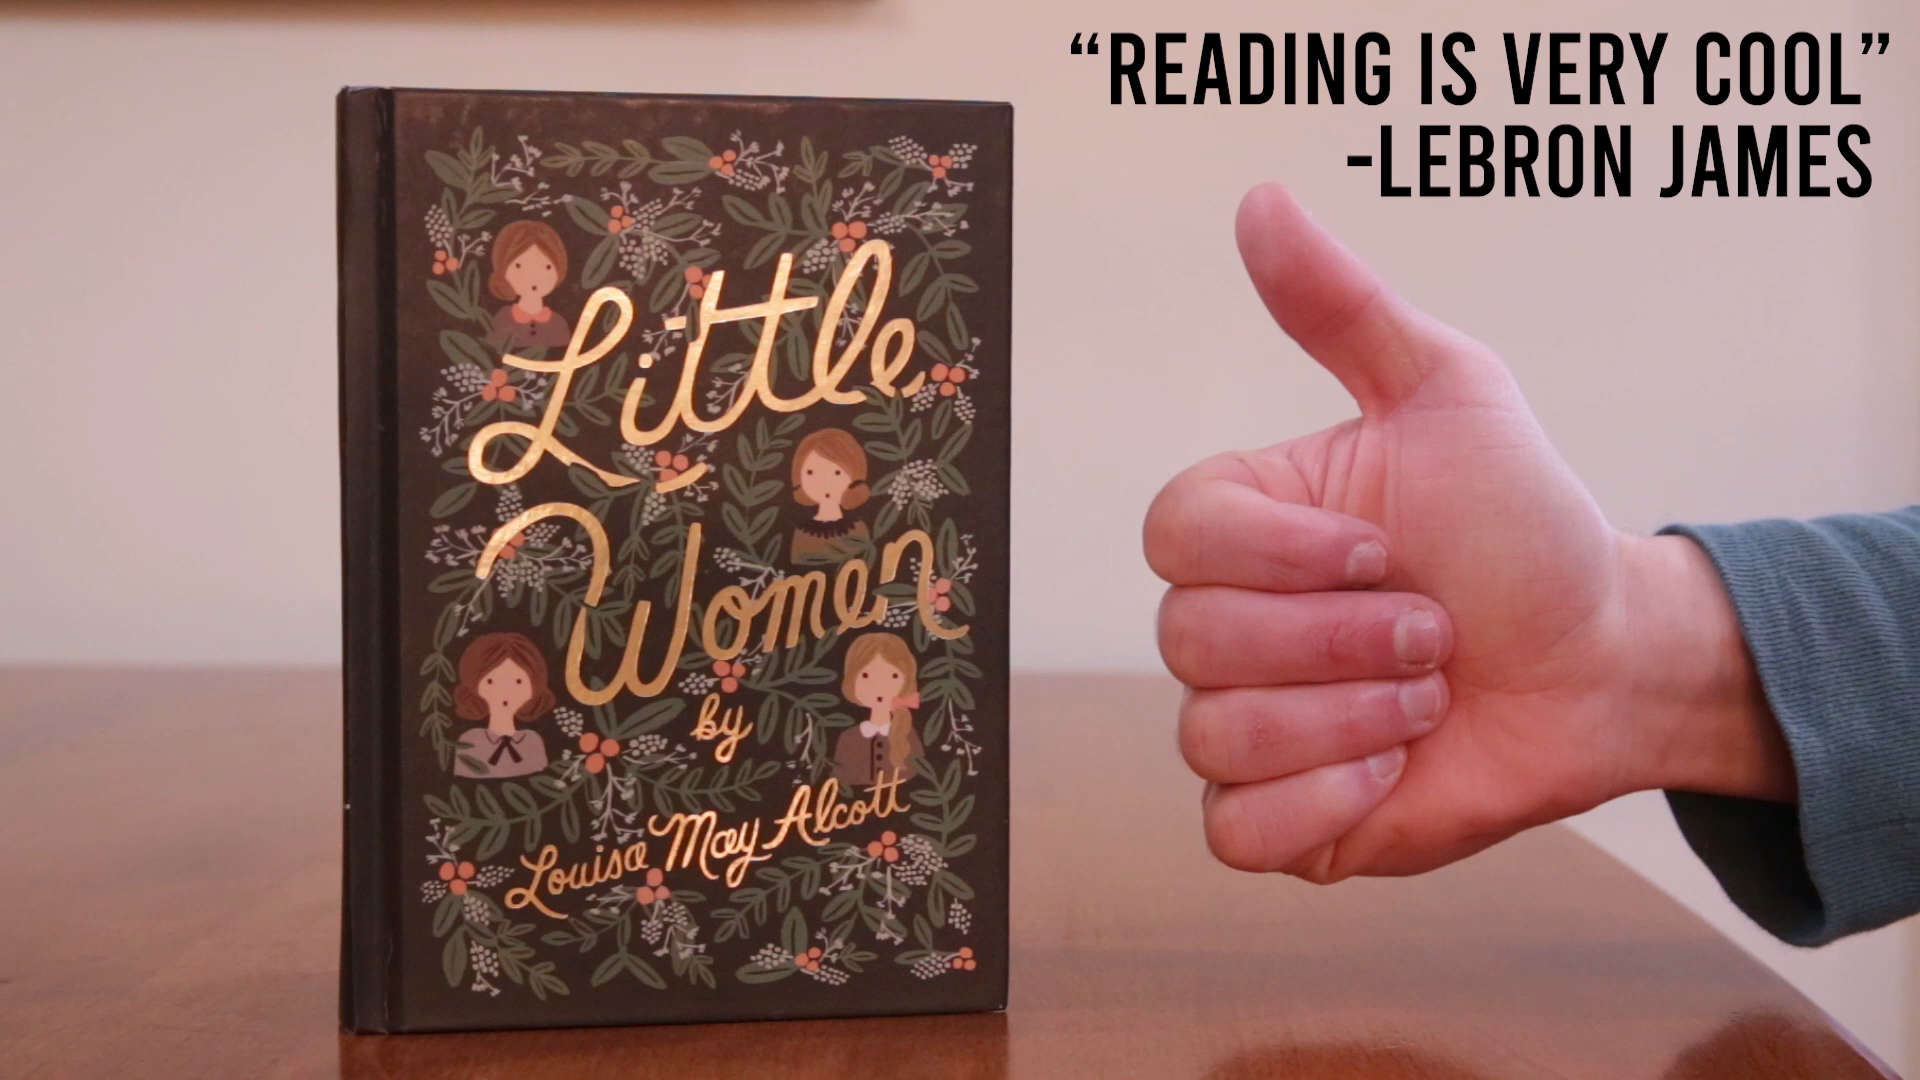 “READING IS VERY COOL”
-LEBRON JAMES
Little
Women
by
Louisa May Alcott